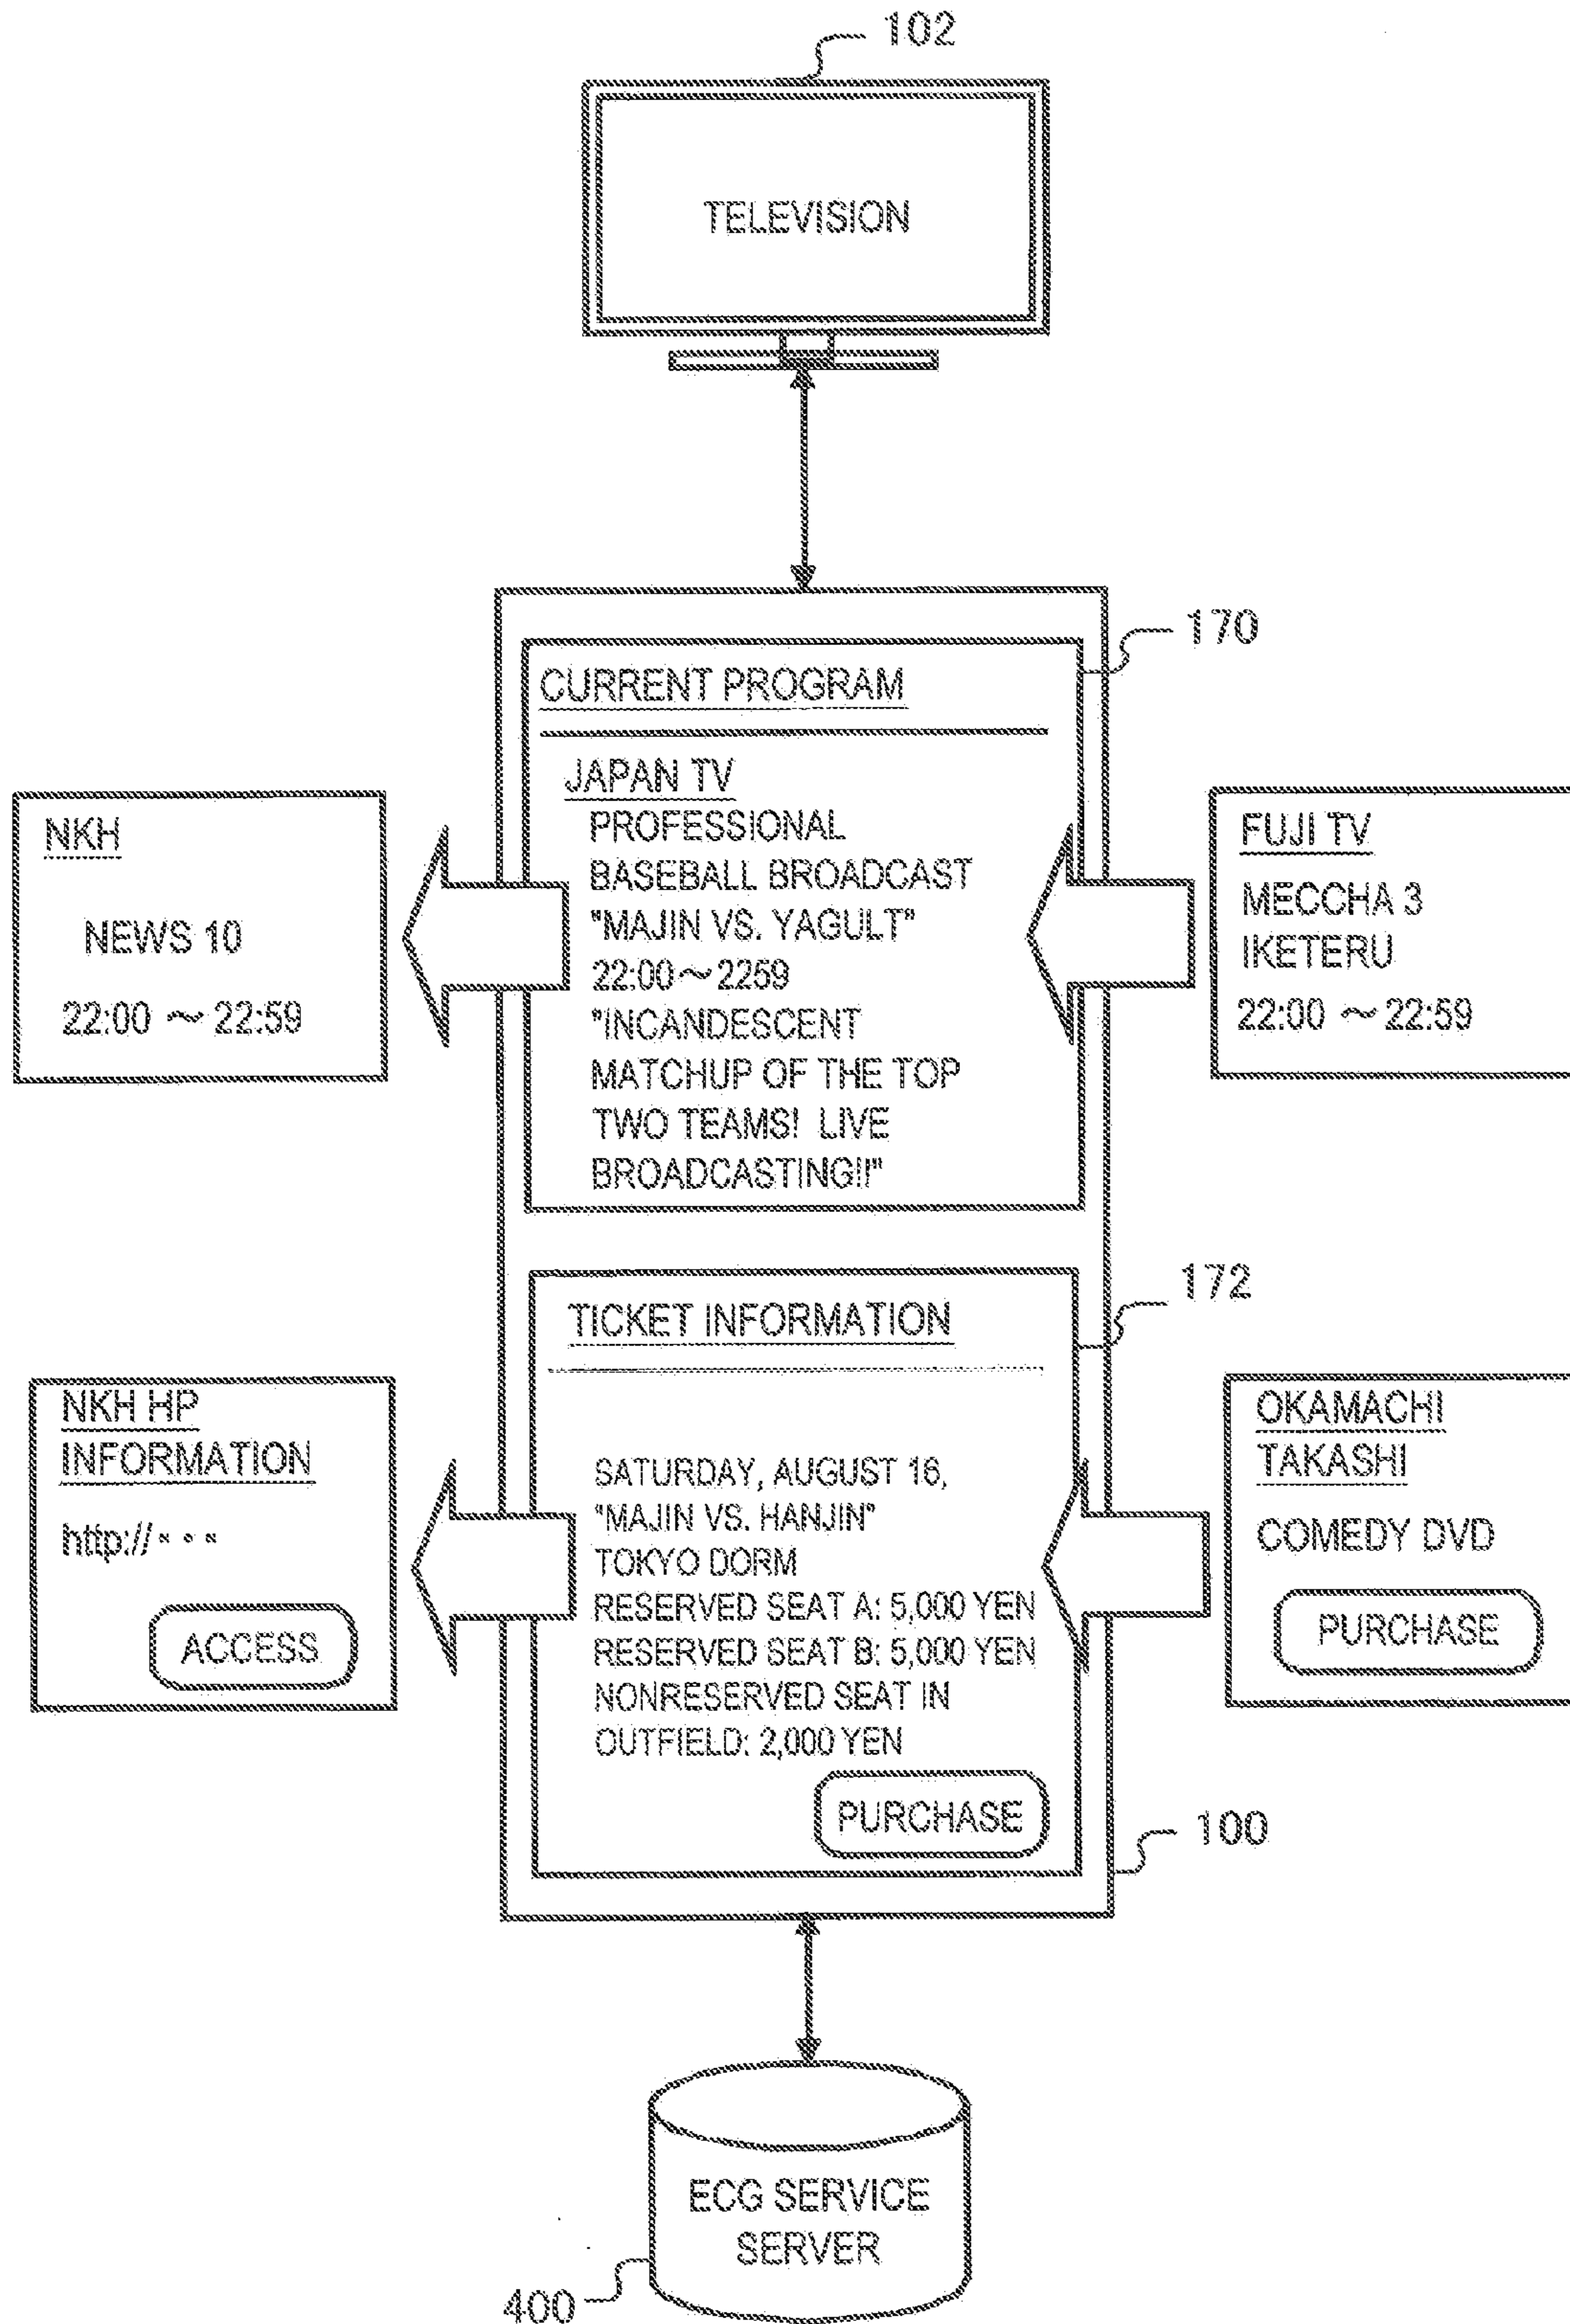 102
TELEVISION
170
CURRENT PROGRAM
JAPAN TV
PROFESSIONAL
BASEBALL BROADCAST
"MAJIN VS. YAGULT"
22:00～2259
"INCANDESCENT
MATCHUP OF THE TOP
TWO TEAMS! LIVE
BROADCASTING!!"
NKH
NEWS 10
22:00 ～ 22:59
FUJI TV
MECCHA 3
IKETERU
22:00 ～ 22:59
172
TICKET INFORMATION
SATURDAY, AUGUST 16,
"MAJIN VS. HANJIN"
TOKYO DORM
RESERVED SEAT A: 5,000 YEN
RESERVED SEAT B: 5,000 YEN
NONRESERVED SEAT IN
OUTFIELD: 2,000 YEN
PURCHASE
NKH HP
INFORMATION
http://・・・
ACCESS
OKAMACHI
TAKASHI
COMEDY DVD
PURCHASE
100
ECG SERVICE
SERVER
400